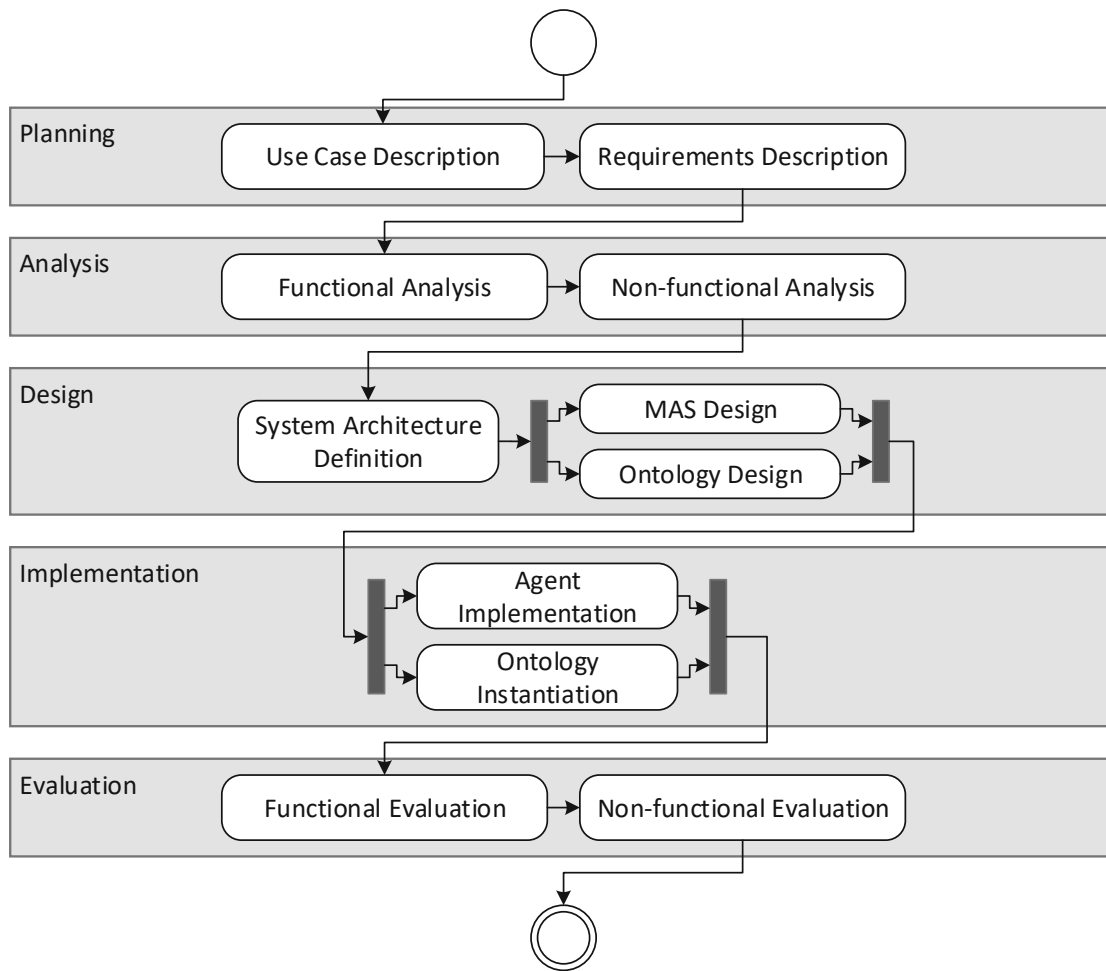 Planning
Use Case Description
Requirements Description
Analysis
Functional Analysis
Non-functional Analysis
Design
System Architecture
Definition
MAS Design
Ontology Design
Implementation
Agent
Implementation
Ontology
Instantiation
Evaluation
Functional Evaluation
Non-functional Evaluation